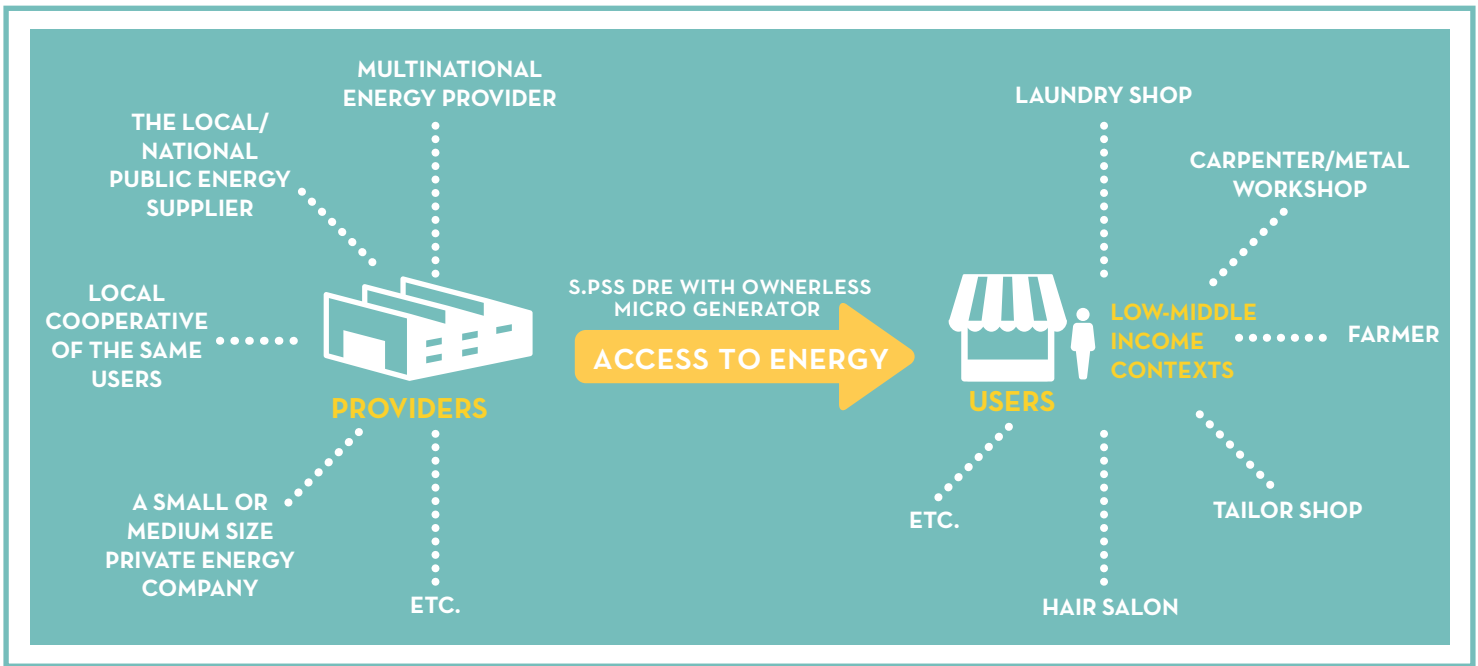 MULTINATIONAL
ENERGY PROVIDER
THE LOCAL/
NATIONAL
PUBLIC ENERGY
SUPPLIER
LOCAL
COOPERATIVE
OF THE SAME
USERS
PROVIDERS
A SMALL OR
MEDIUM SIZE
PRIVATE ENERGY
COMPANY
ETC.
S.PSS DRE WITH OWNERLESS
MICRO GENERATOR
ACCESS TO ENERGY
LAUNDRY SHOP
CARPENTER/METAL
WORKSHOP
LOW-MIDDLE
INCOME
CONTEXTS
FARMER
USERS
TAILOR SHOP
ETC.
HAIR SALON